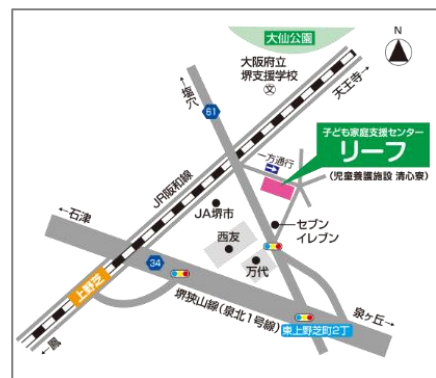 N
大仙公園
大阪府立
堺支援学校
文
天王寺→
←塩穴
61
子ども家庭支援センター
リーフ
(児童養護施設 清心寮)
一方通行
JR阪和線
JA堺市
セブン
イレブン
←石津
西友
万代
34
上野芝
堺狭山線(泉北1号線)
泉ヶ丘→
東上野芝町2丁
←鳳